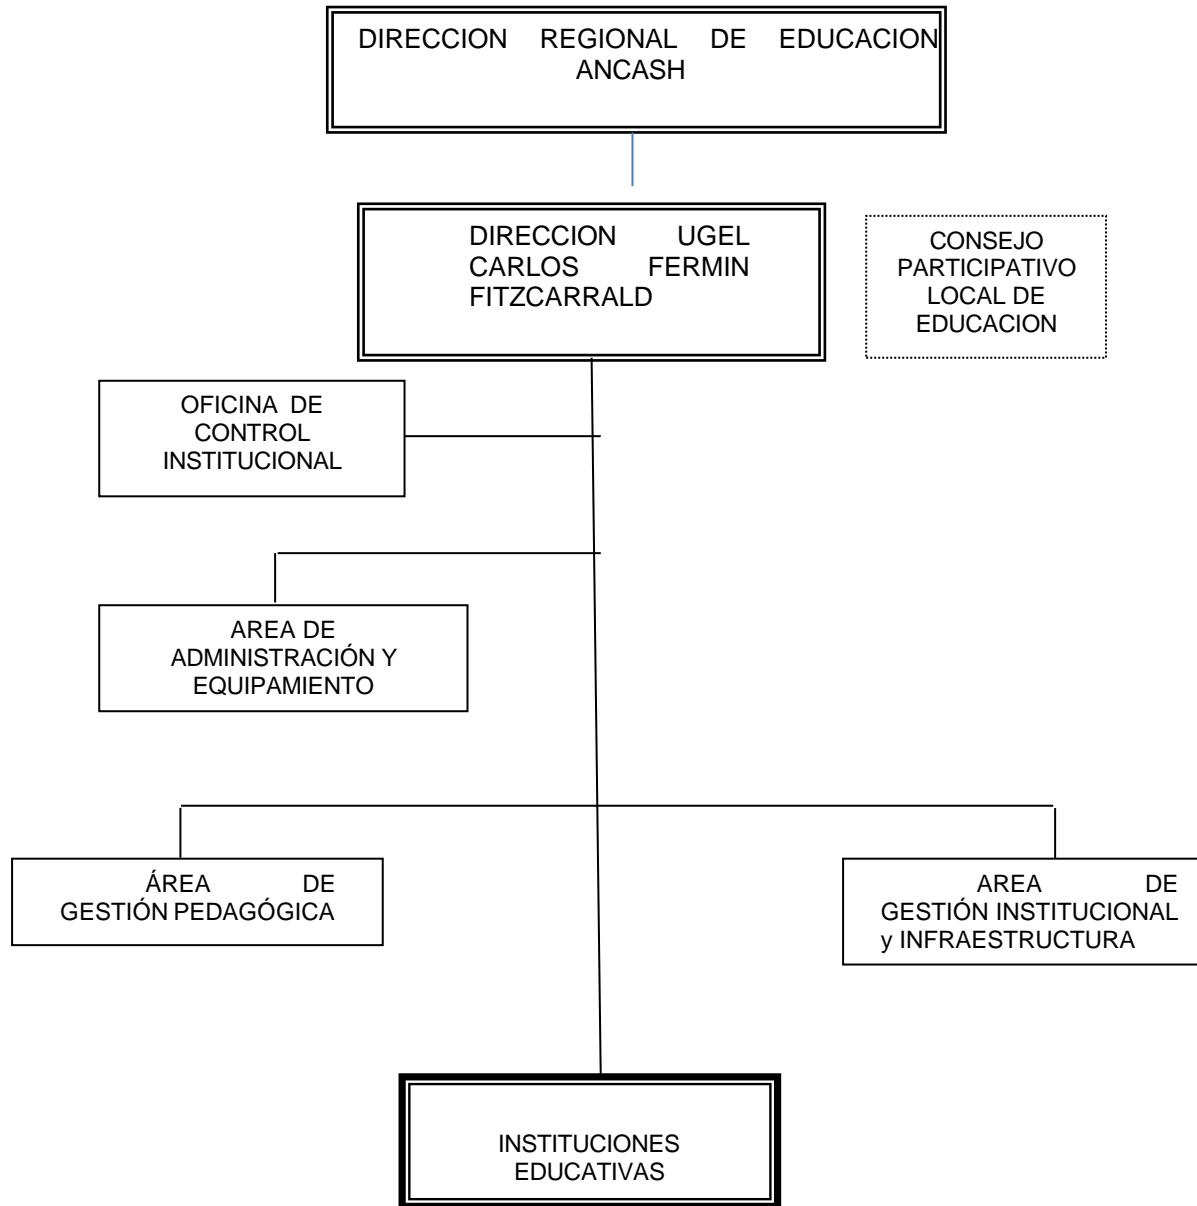 DIRECCION REGIONAL DE EDUCACION
ANCASH
DIRECCION UGEL
CARLOS FERMIN
FITZCARRALD
CONSEJO
PARTICIPATIVO
LOCAL DE
EDUCACION
OFICINA DE
CONTROL
INSTITUCIONAL
AREA DE
ADMINISTRACIÓN Y
EQUIPAMIENTO
ÁREA DE
GESTIÓN PEDAGÓGICA
AREA DE
GESTIÓN INSTITUCIONAL
y INFRAESTRUCTURA
INSTITUCIONES
EDUCATIVAS